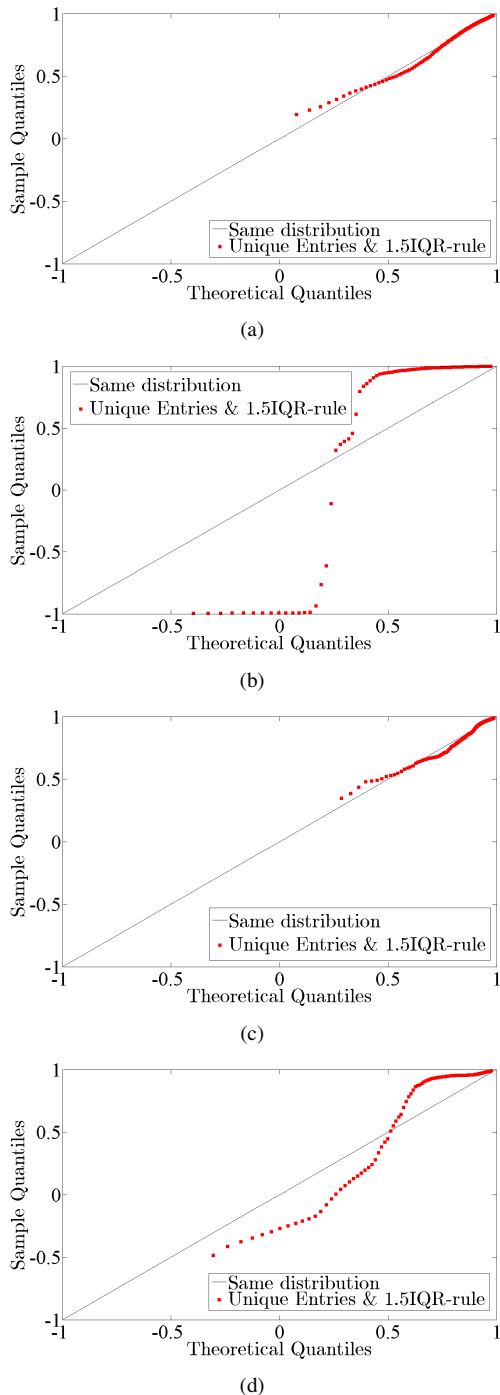 1
0.5
0
-0.5
-1
Sample Quantiles
Same distribution
Unique Entries & 1.5IQR-rule
-1 -0.5 0 0.5 1
Theoretical Quantiles
(a)
1
0.5
0
-0.5
-1
Sample Quantiles
Same distribution
Unique Entries & 1.5IQR-rule
-1 -0.5 0 0.5 1
Theoretical Quantiles
(b)
1
0.5
0
-0.5
-1
Sample Quantiles
Same distribution
Unique Entries & 1.5IQR-rule
-1 -0.5 0 0.5 1
Theoretical Quantiles
(c)
1
0.5
0
-0.5
-1
Sample Quantiles
Same distribution
Unique Entries & 1.5IQR-rule
-1 -0.5 0 0.5 1
Theoretical Quantiles
(d)